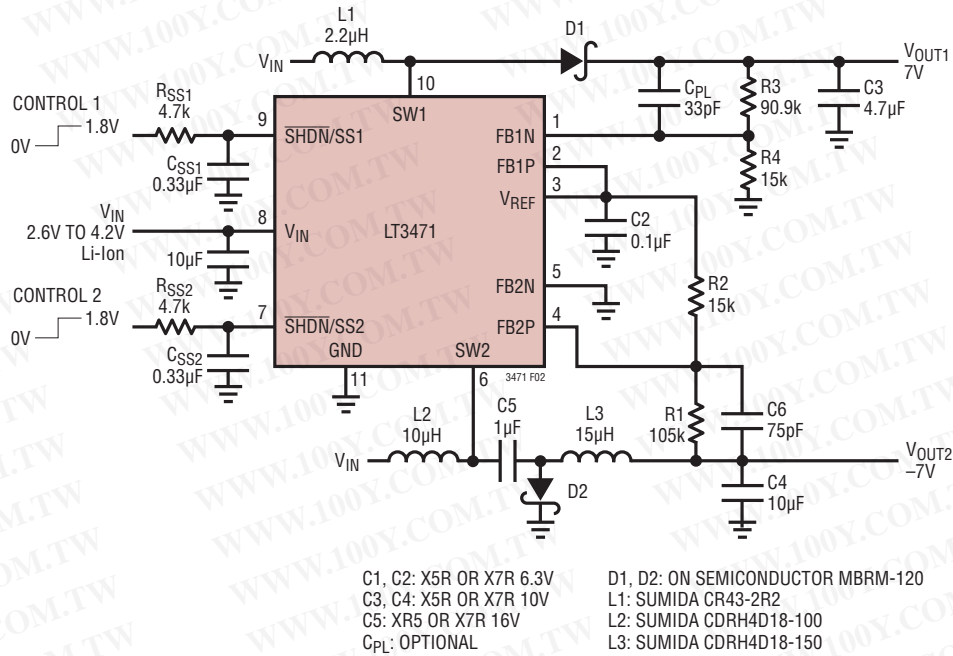 L1
2.2µH
D1
VIN
VOUT1
7V
10
SW1
CPL
33pF
R3
90.9k
C3
4.7µF
CONTROL 1
0V
1.8V
RSS1
4.7k
9
SHDN/SS1
CSS1
0.33µF
FB1N
1
FB1P
2
VREF
3
R4
15k
C2
0.1µF
VIN
2.6V TO 4.2V
Li-Ion
8
VIN
LT3471
10µF
FB2N
5
FB2P
4
R2
15k
CONTROL 2
0V
1.8V
RSS2
4.7k
7
SHDN/SS2
CSS2
0.33µF
GND
11
SW2
6
3471 F02
R1
105k
C6
75pF
VIN
L2
10µH
C5
1µF
L3
15µH
D2
VOUT2
–7V
C4
10µF
C1, C2: X5R OR X7R 6.3V
C3, C4: X5R OR X7R 10V
C5: XR5 OR X7R 16V
CPL: OPTIONAL
D1, D2: ON SEMICONDUCTOR MBRM-120
L1: SUMIDA CR43-2R2
L2: SUMIDA CDRH4D18-100
L3: SUMIDA CDRH4D18-150
WWW.100Y.COM.TW